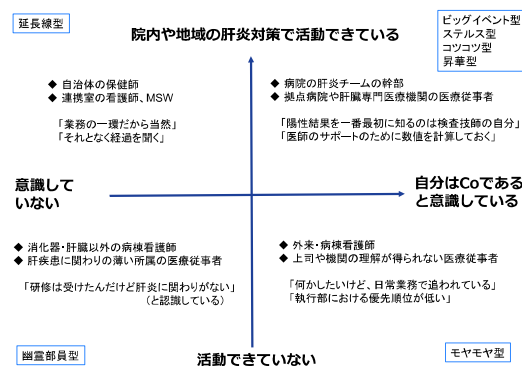 延長線型
院内や地域の肝炎対策で活動できている
ビッグイベント型
ステルス型
コツコツ型
昇華型
◆ 自治体の保健師
◆ 連携室の看護師、MSW
「業務の一環だから当然」
「それとなく経過を聞く」
◆ 病院の肝炎チームの幹部
◆ 拠点病院や肝臓専門医療機関の医療従事者
「陽性結果を一番最初に知るのは検査技師の自分」
「医師のサポートのために数値を計算しておく」
意識して
いない
自分はCoである
と意識している
◆ 消化器・肝臓以外の病棟看護師
◆ 肝疾患に関わりの薄い所属の医療従事者
「研修は受けたんだけど肝炎に関わりがない」
(と認識している)
◆ 外来・病棟看護師
◆ 上司や機関の理解が得られない医療従事者
「何かしたいけど、日常業務で追われている」
「執行部における優先順位が低い」
幽霊部員型
活動できていない
モヤモヤ型